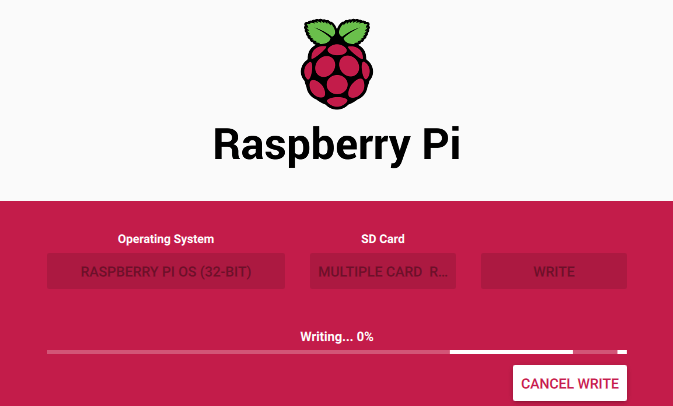 Raspberry Pi
Operating System
SD Card
RASPBERRY PI OS (32-BIT)
MULTIPLE CARD R...
WRITE
Writing... 0%
CANCEL WRITE